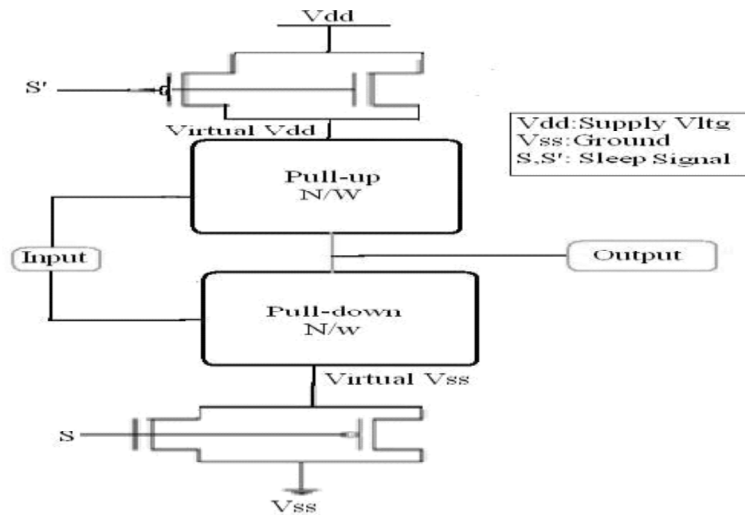 Vdd
S'
Virtual Vdd
Vdd:Supply Vltg
Vss:Ground
S,S': Sleep Signal
Pull-up
N/W
Input
Output
Pull-down
N/w
Virtual Vss
S
Vss